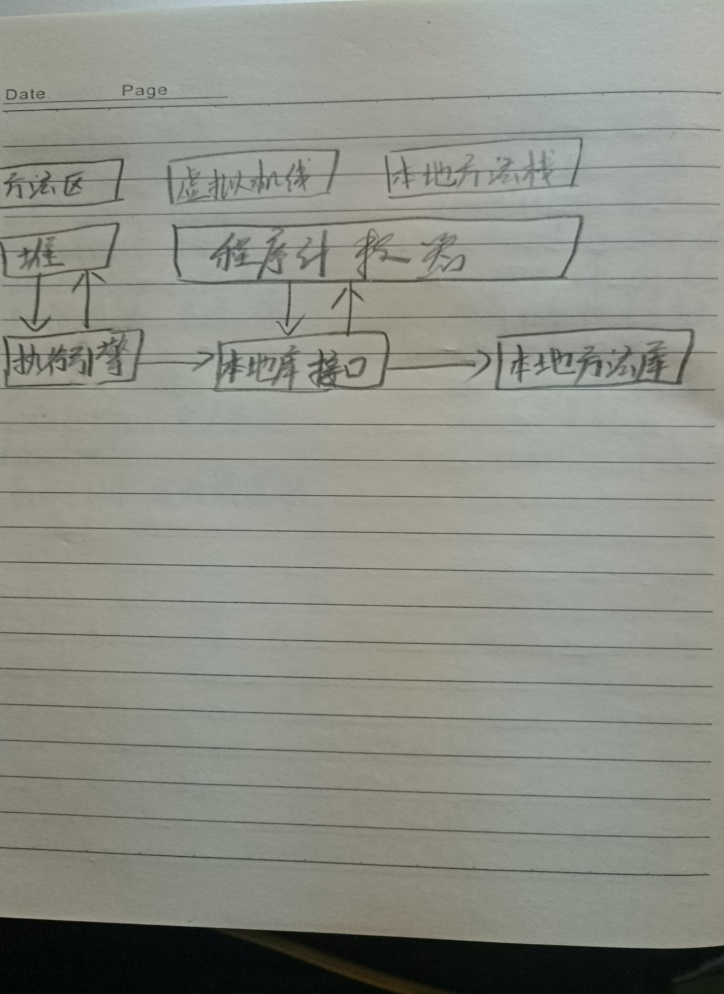 Date Page
方法区 虚拟机线 本地方法栈
堆 程序计数器
执行引擎 本地库接口 本地方法库